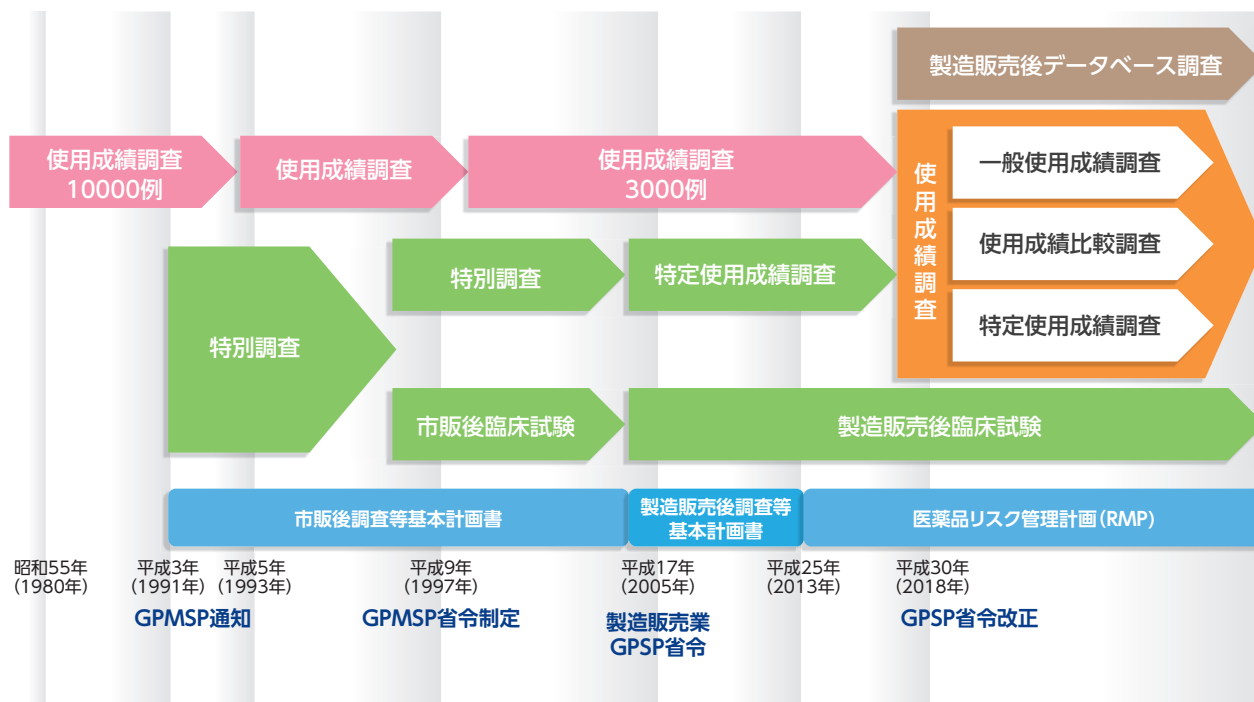 製造販売後データベース調査
使用成績調査
10000例
使用成績調査
使用成績調査
3000例
使用成績調査
一般使用成績調査
使用成績比較調査
特定使用成績調査
特別調査
特別調査
特定使用成績調査
市販後臨床試験
製造販売後臨床試験
市販後調査等基本計画書
製造販売後調査等
基本計画書
医薬品リスク管理計画(RMP)
昭和55年
(1980年)
平成3年
(1991年)
平成5年
(1993年)
平成9年
(1997年)
平成17年
(2005年)
平成25年
(2013年)
平成30年
(2018年)
GPMSP通知
GPMSP省令制定
製造販売業
GPSP省令
GPSP省令改正